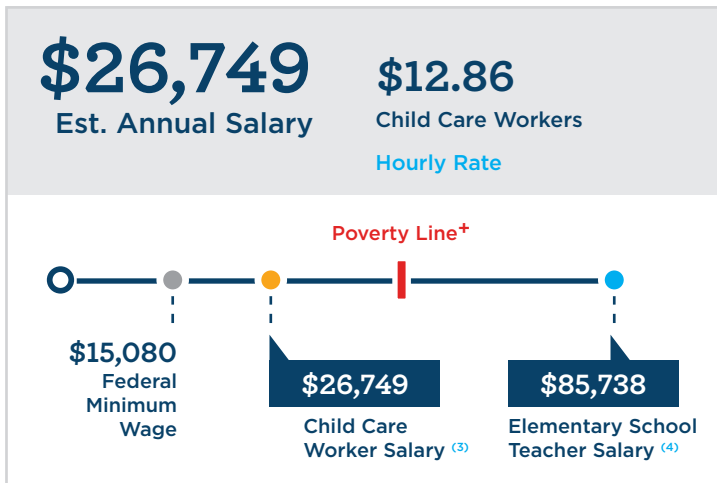 $26,749
Est. Annual Salary
$12.86
Child Care Workers
Hourly Rate
Poverty Line+
$15,080
Federal
Minimum
Wage
$26,749
Child Care
Worker Salary (3)
$85,738
Elementary School
Teacher Salary (4)